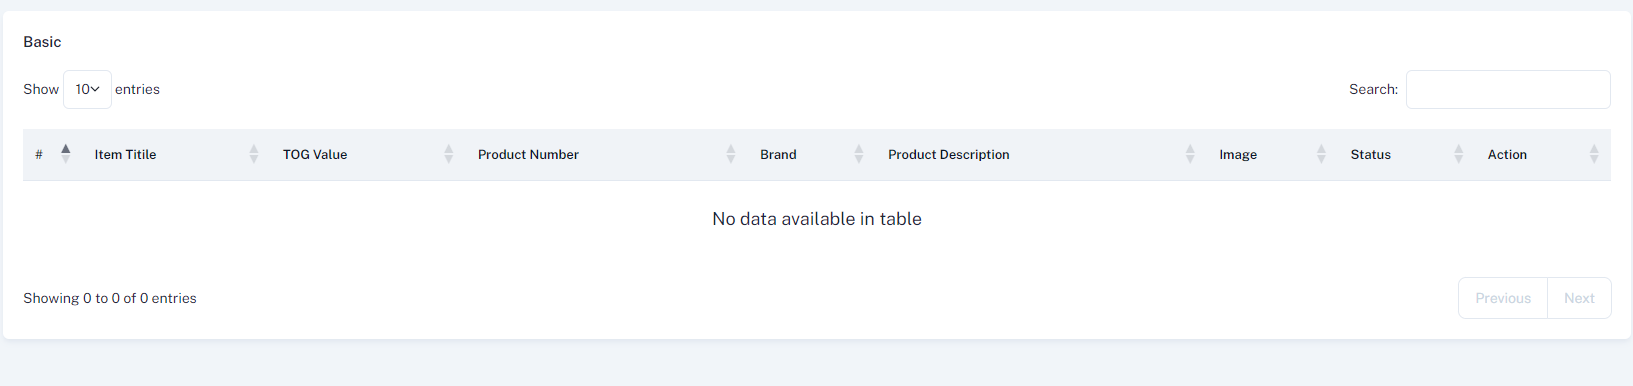 Basic
Show 10 entries
Search:
# Item Titile TOG Value Product Number Brand Product Description Image Status Action
No data available in table
Showing 0 to 0 of 0 entries
Previous Next